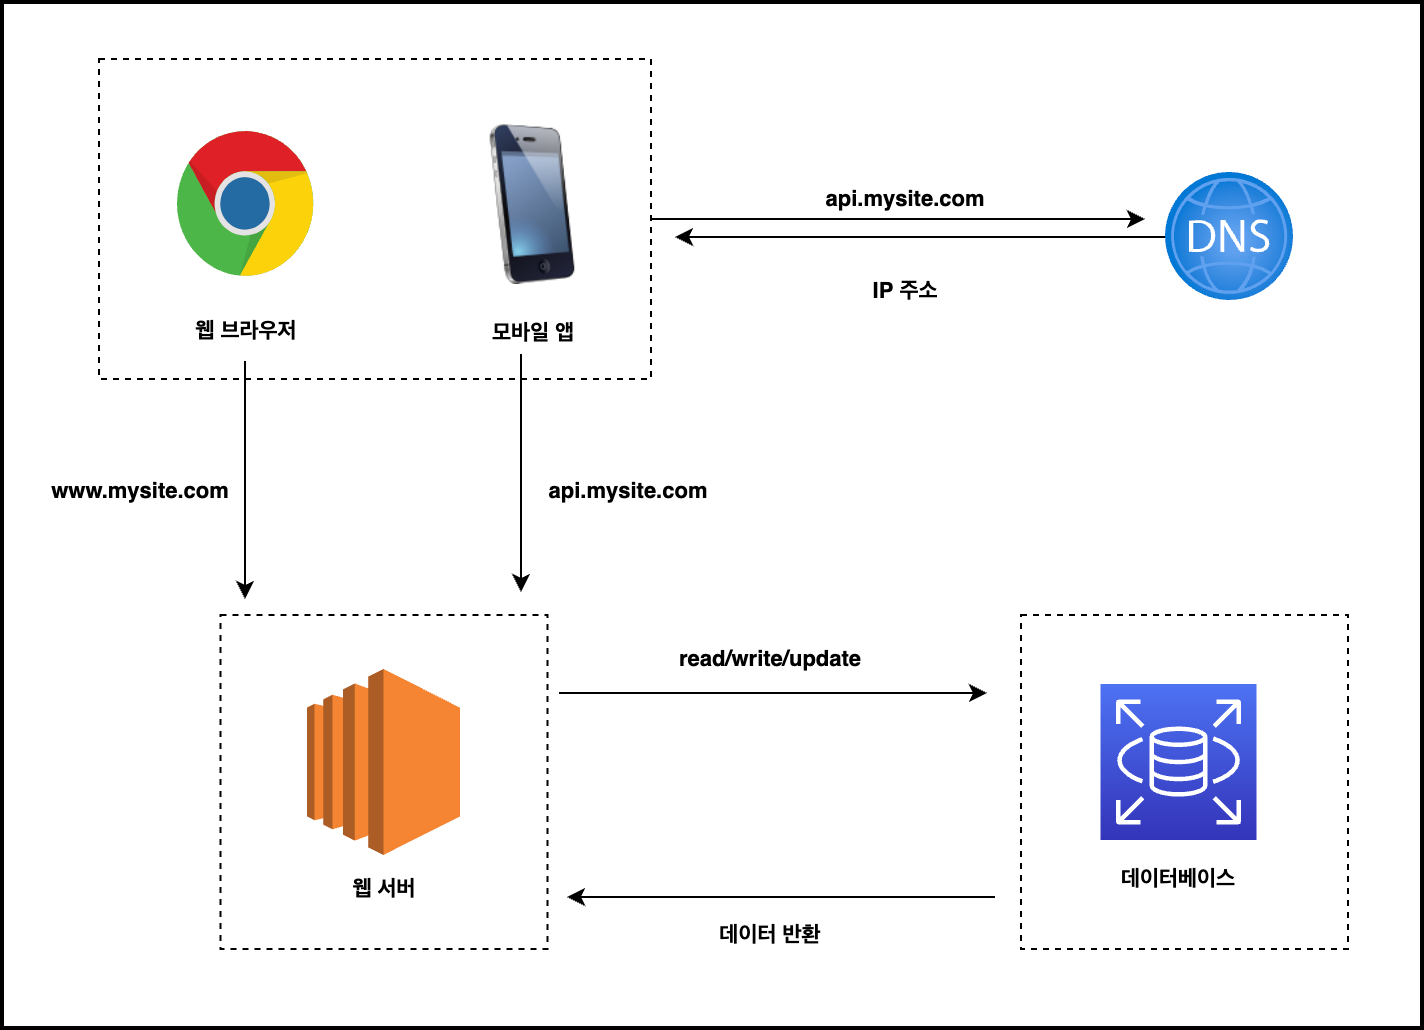 api.mysite.com
DNS
IP 주소
웹 브라우저
모바일 앱
www.mysite.com
api.mysite.com
read/write/update
웹 서버
데이터베이스
데이터 반환